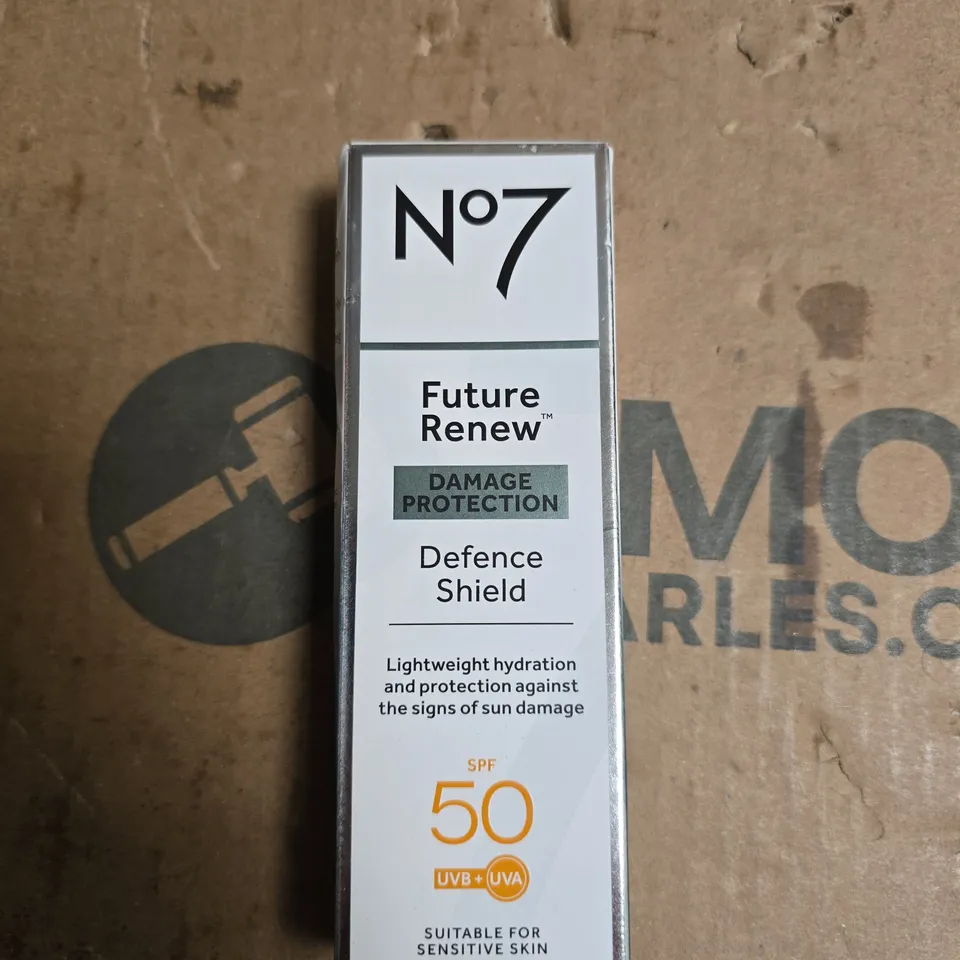 No7
Future
Renew™
DAMAGE
PROTECTION
Defence
Shield
Lightweight hydration
and protection against
the signs of sun damage
SPF
50
UVB + UVA
SUITABLE FOR
SENSITIVE SKIN
MO
ARLES.C